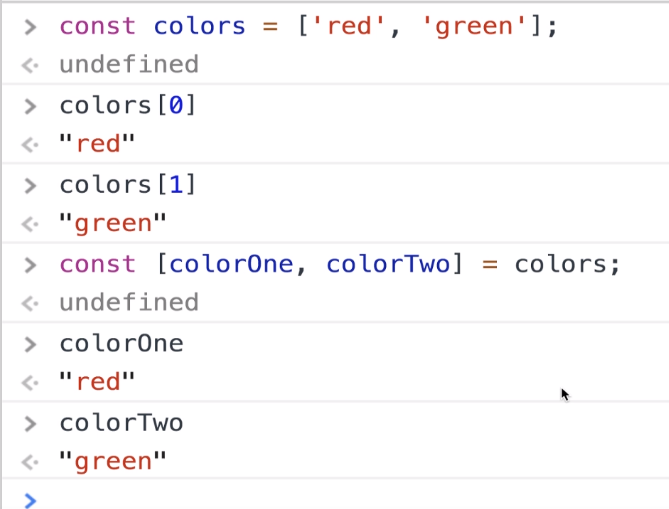 > const colors = ['red', 'green'];
<· undefined
> colors[0]
<· "red"
> colors[1]
<· "green"
> const [colorOne, colorTwo] = colors;
<· undefined
> colorOne
<· "red"
> colorTwo
<· "green"
>